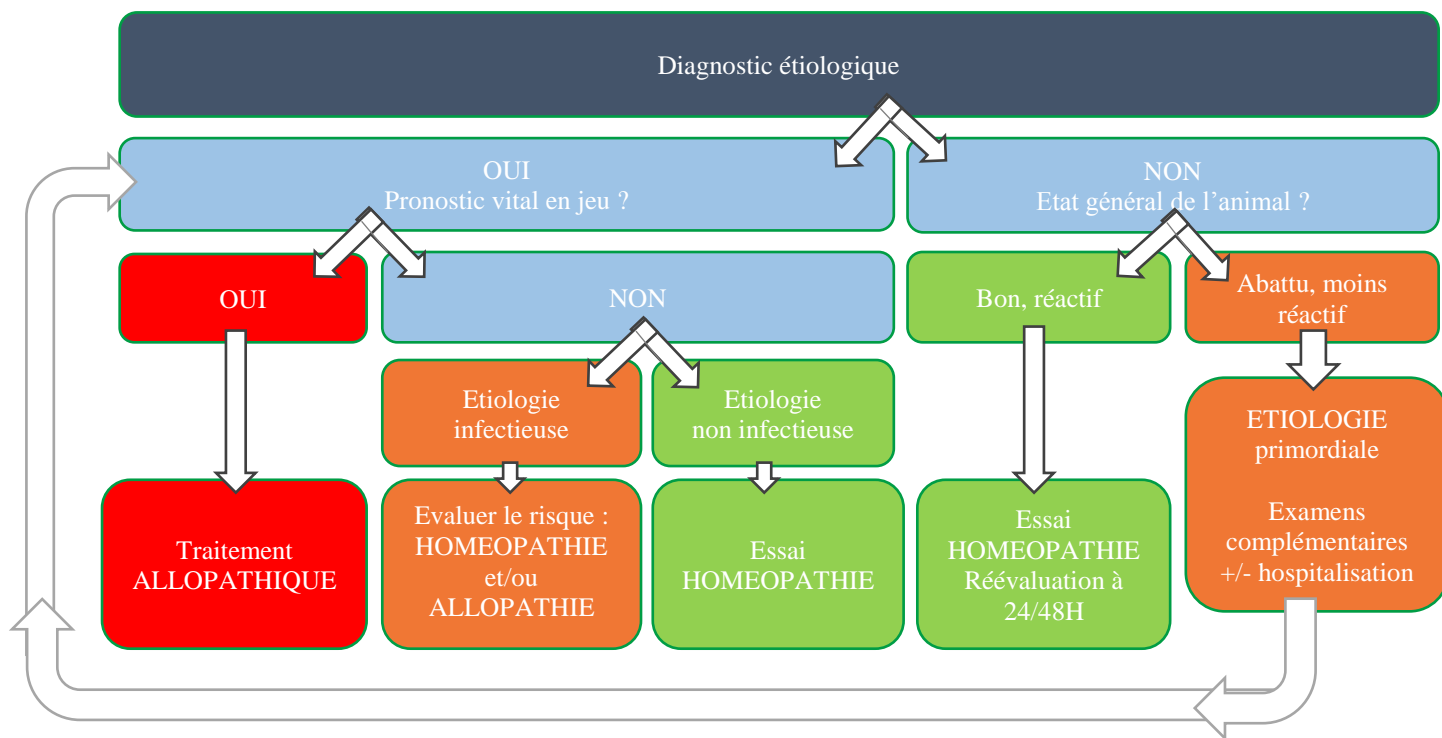 Diagnostic étiologique
OUI
Pronostic vital en jeu ?
NON
Etat général de l'animal ?
OUI
NON
Bon, réactif
Abattu, moins
réactif
Etiologie
infectieuse
Etiologie
non infectieuse
Traitement
ALLOPATHIQUE
Evaluer le risque :
HOMEOPATHIE
et/ou
ALLOPATHIE
Essai
HOMEOPATHIE
Essai
HOMEOPATHIE
Réévaluation à
24/48H
ETIOLOGIE
primordiale
Examens
complémentaires
+/- hospitalisation